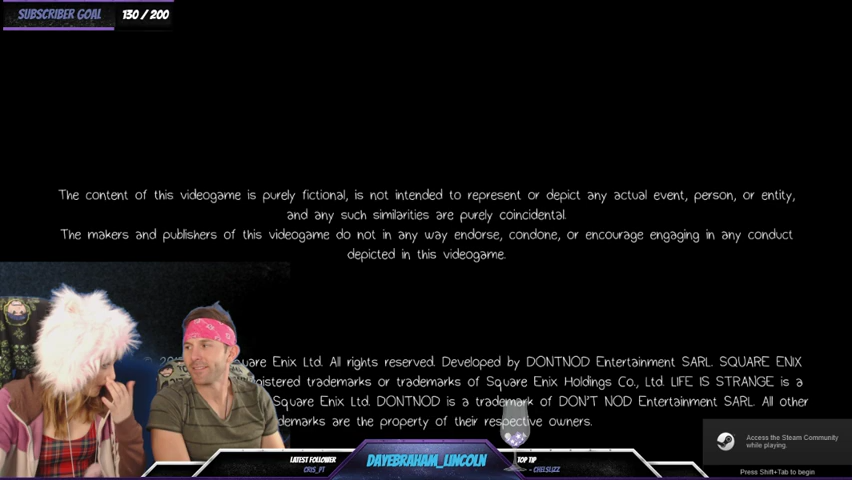 SUBSCRIBER GOAL 130 / 200
The content of this videogame is purely fictional, is not intended to represent or depict any actual event, person, or entity,
and any such similarities are purely coincidental.
The makers and publishers of this videogame do not in any way endorse, condone, or encourage engaging in any conduct
depicted in this videogame.
Square Enix Ltd. All rights reserved. Developed by DONTNOD Entertainment SARL. SQUARE ENIX
registered trademarks or trademarks of Square Enix Holdings Co., Ltd. LIFE IS STRANGE is a
Square Enix Ltd. DONTNOD is a trademark of DON'T NOD Entertainment SARL. All other
trademarks are the property of their respective owners.
Access the Steam Community
while playing.
Press Shift+Tab to begin
LATEST FOLLOWER
CRIS_PT
DAYEBRAHAM_LINCOLN
TOP TIP
- CHELSLIZZ